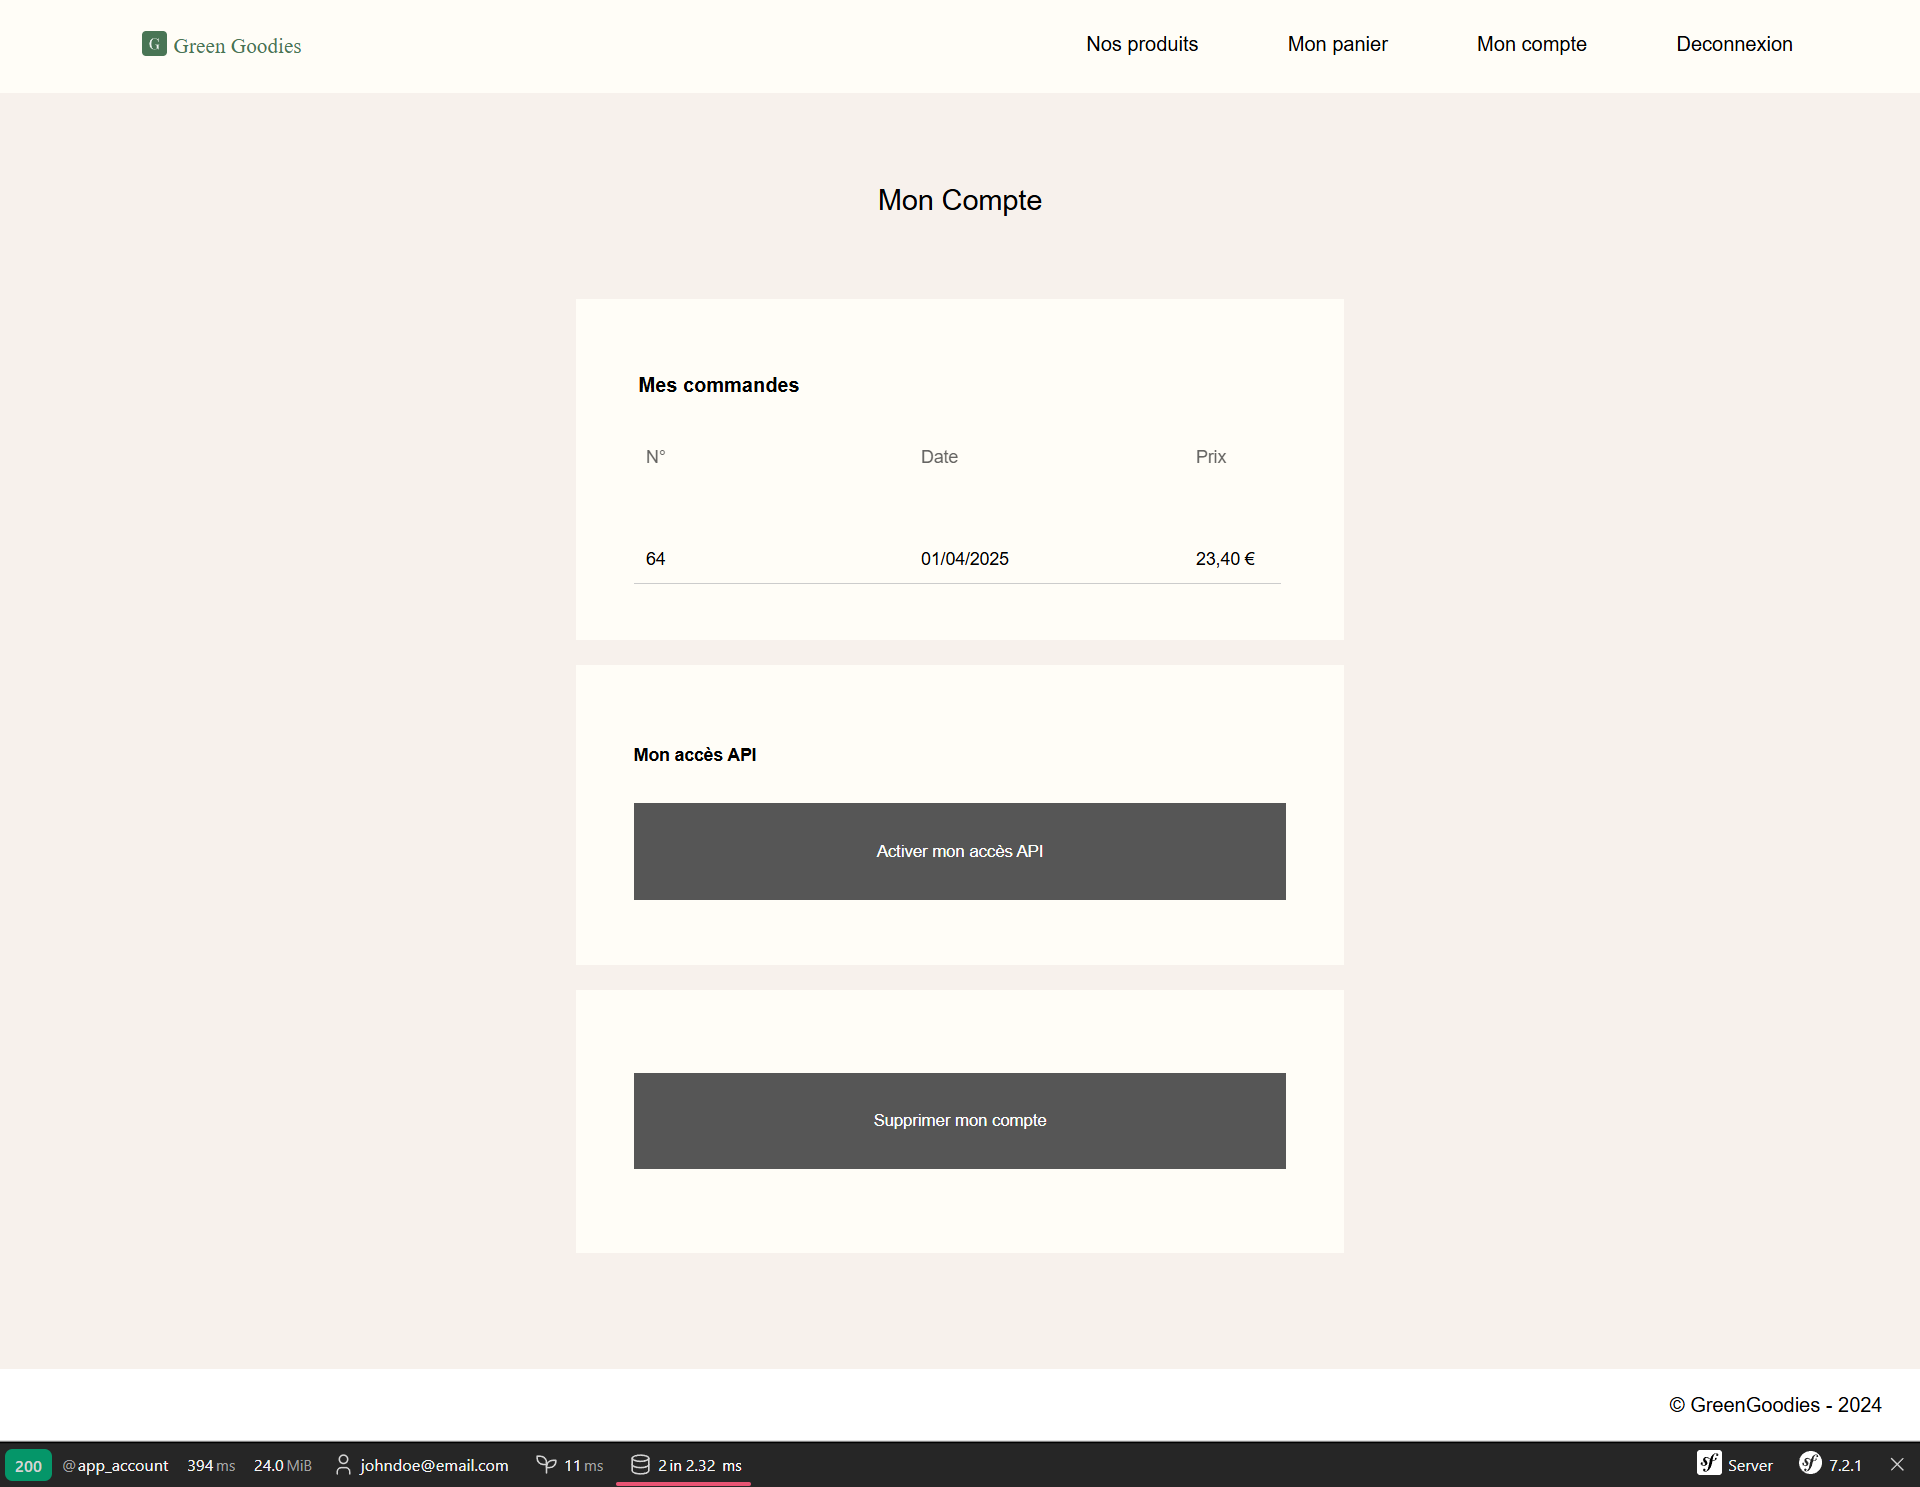 G Green Goodies
Nos produits Mon panier Mon compte Deconnexion
Mon Compte
Mes commandes
N° Date Prix
64 01/04/2025 23,40 €
Mon accès API
Activer mon accès API
Supprimer mon compte
© GreenGoodies - 2024
200 @app_account 394 ms 24.0 MiB johndoe@email.com 11 ms 2 in 2.32 ms sf Server sf 7.2.1